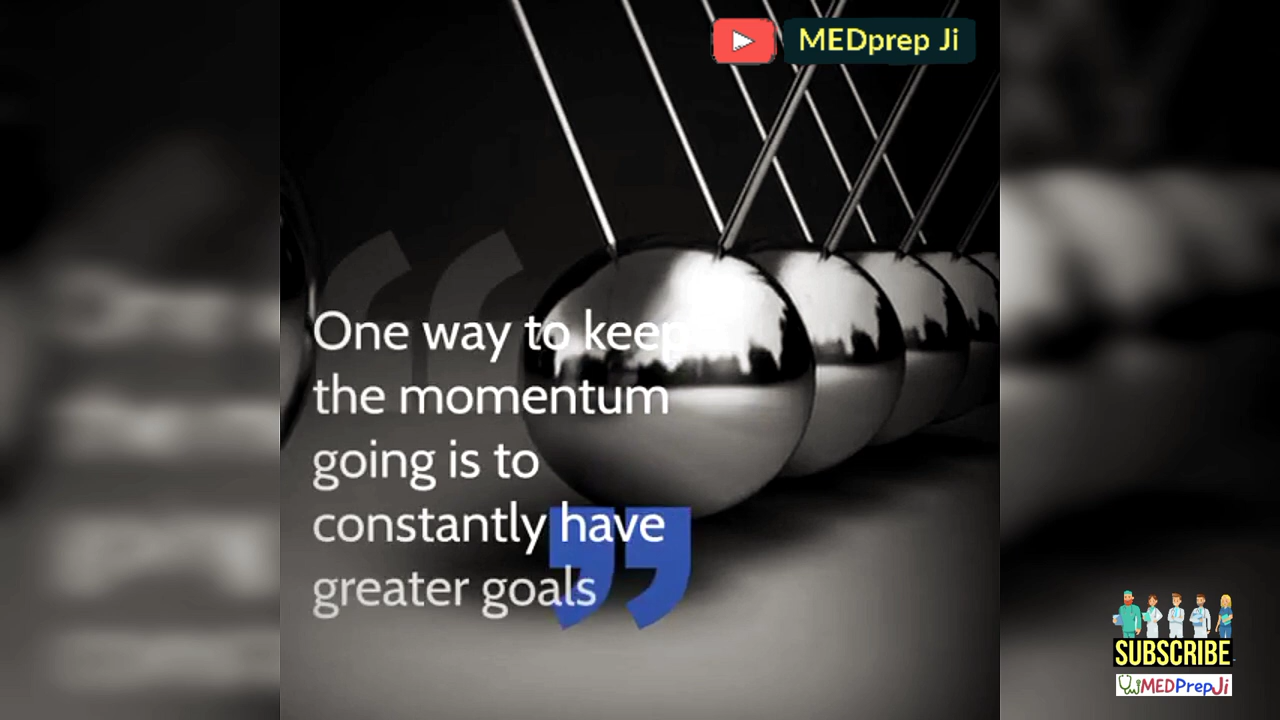 MEDprep Ji
One way to keep
the momentum
going is to
constantly have
greater goals
SUBSCRIBE
MEDPrepJi